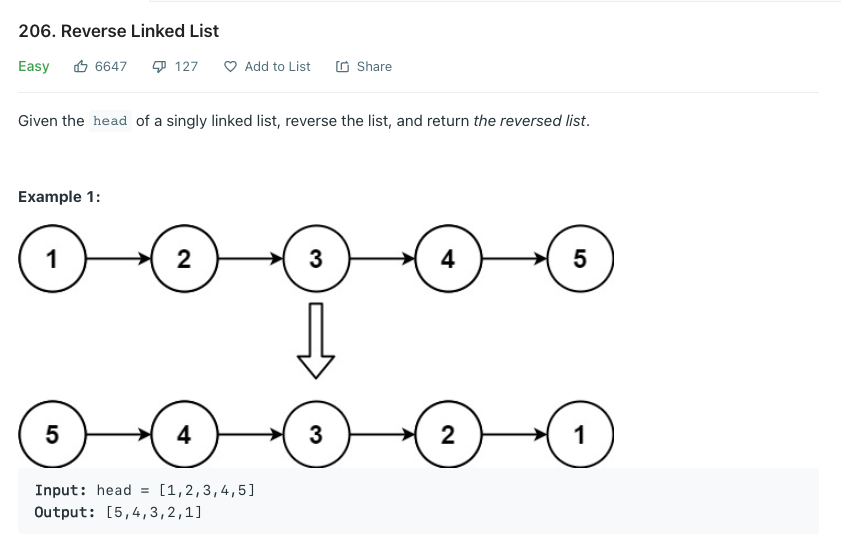 206. Reverse Linked List
Easy 6647 127 Add to List Share
Given the head of a singly linked list, reverse the list, and return the reversed list.
Example 1:
1 2 3 4 5
5 4 3 2 1
Input: head = [1,2,3,4,5]
Output: [5,4,3,2,1]